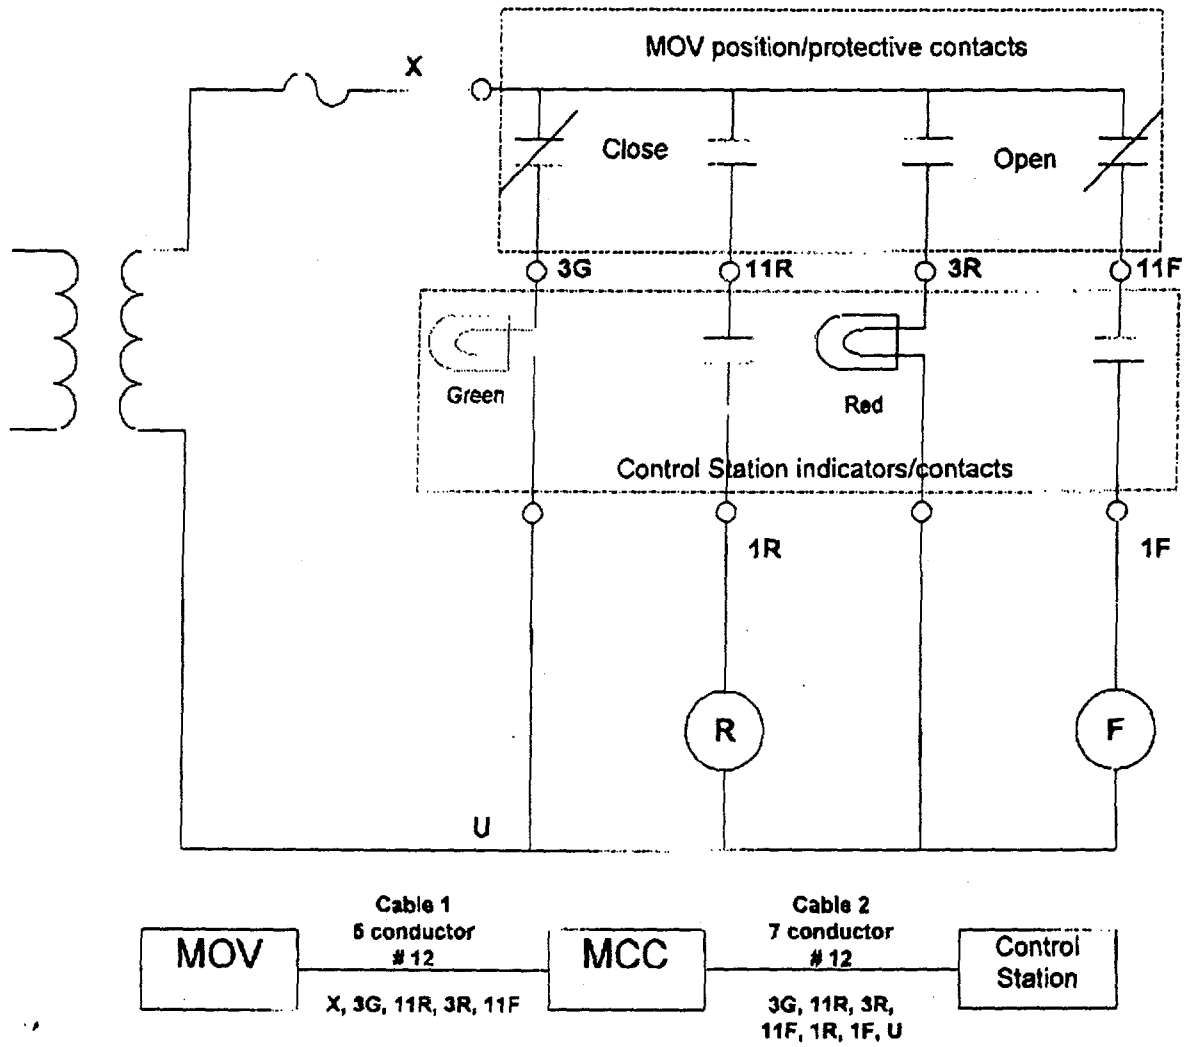 MOV position/protective contacts
X
Close
Open
3G
11R
3R
11F
Green
Red
Control Station indicators/contacts
1R
1F
R
F
U
Cable 1
5 conductor
# 12
Cable 2
7 conductor
# 12
MOV
MCC
Control
Station
X, 3G, 11R, 3R, 11F
3G, 11R, 3R,
11F, 1R, 1F, U